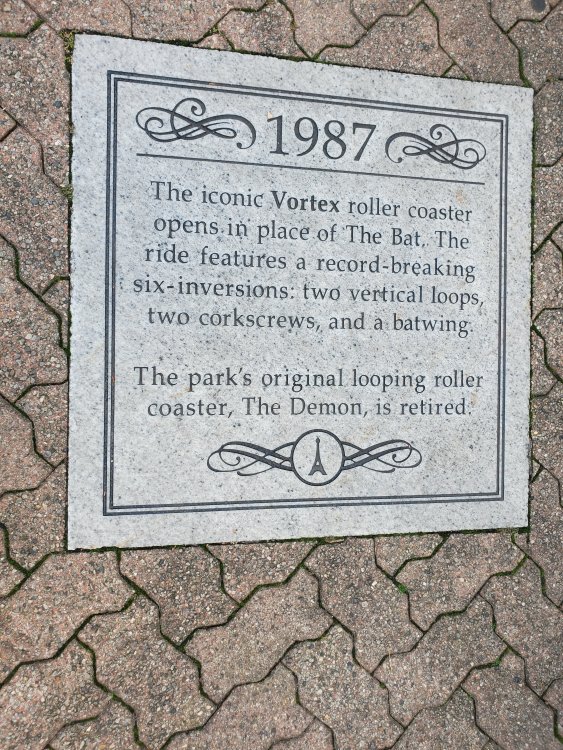 1987
The iconic Vortex roller coaster
opens in place of The Bat. The
ride features a record-breaking
six-inversions: two vertical loops,
two corkscrews, and a batwing.
The park's original looping roller
coaster, The Demon, is retired.